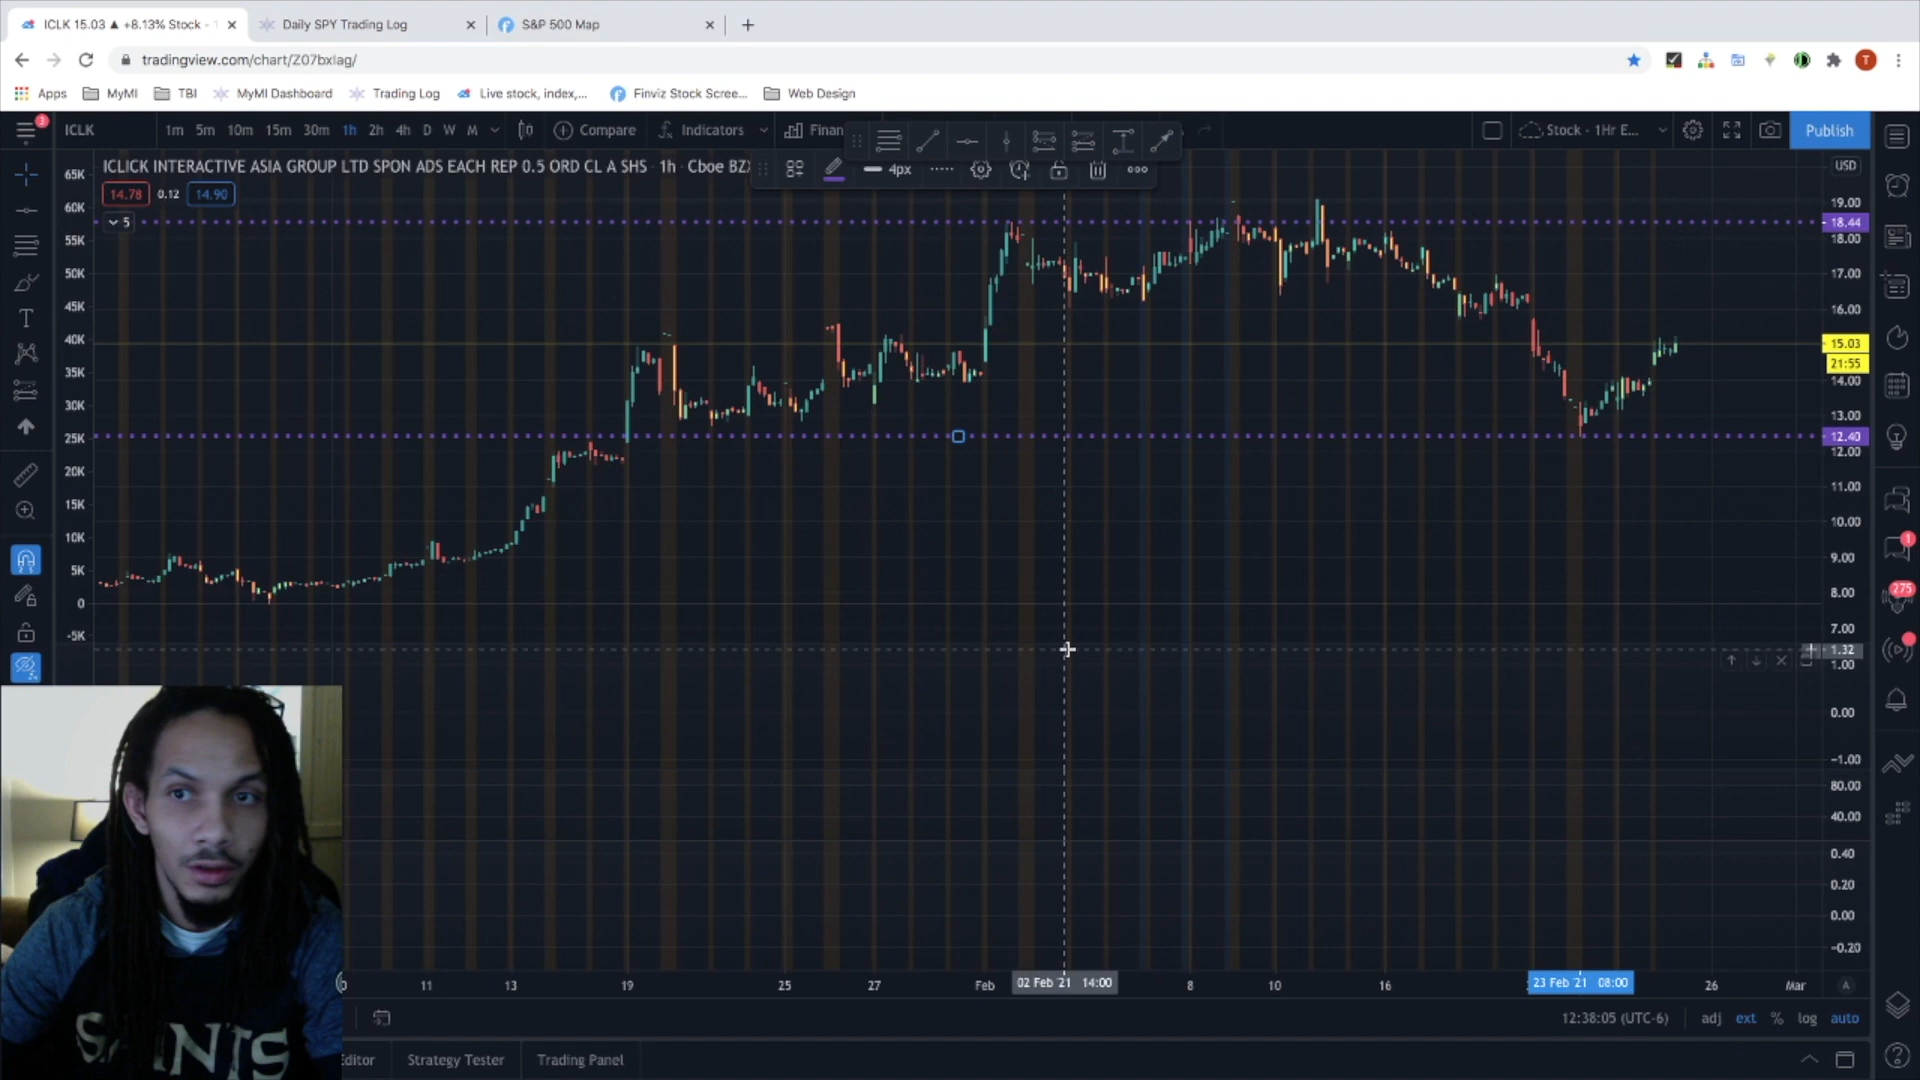 ICLK 15.03 ▲ +8.13% Stock -
Daily SPY Trading Log
S&P 500 Map
tradingview.com/chart/Z07bxlag/
T
Apps
MyMI
TBI
MyMI Dashboard
Trading Log
Live stock, index,...
Finviz Stock Scree...
Web Design
3
ICLK
1m 5m 10m 15m 30m 1h 2h 4h D W M
Compare
Indicators
Finan
Stock - 1Hr E...
Publish
ICLICK INTERACTIVE ASIA GROUP LTD SPON ADS EACH REP 0.5 ORD CL A SHS · 1h · Cboe BZX
4px
14.78 0.12 14.90
5
65K
60K
55K
50K
45K
40K
35K
30K
25K
20K
15K
10K
5K
0
-5K
USD
19.00
18.44
18.00
17.00
16.00
15.03
21:55
14.00
13.00
12.40
12.00
11.00
10.00
9.00
8.00
7.00
1.32
1.00
0.00
-1.00
80.00
40.00
0.40
0.20
0.00
-0.20
1
275
11 13 19 25 27 Feb 02 Feb '21 14:00 8 10 16 23 Feb '21 08:00 26 Mar
A
12:38:05 (UTC-6) adj ext % log auto
Editor Strategy Tester Trading Panel
SAINTS